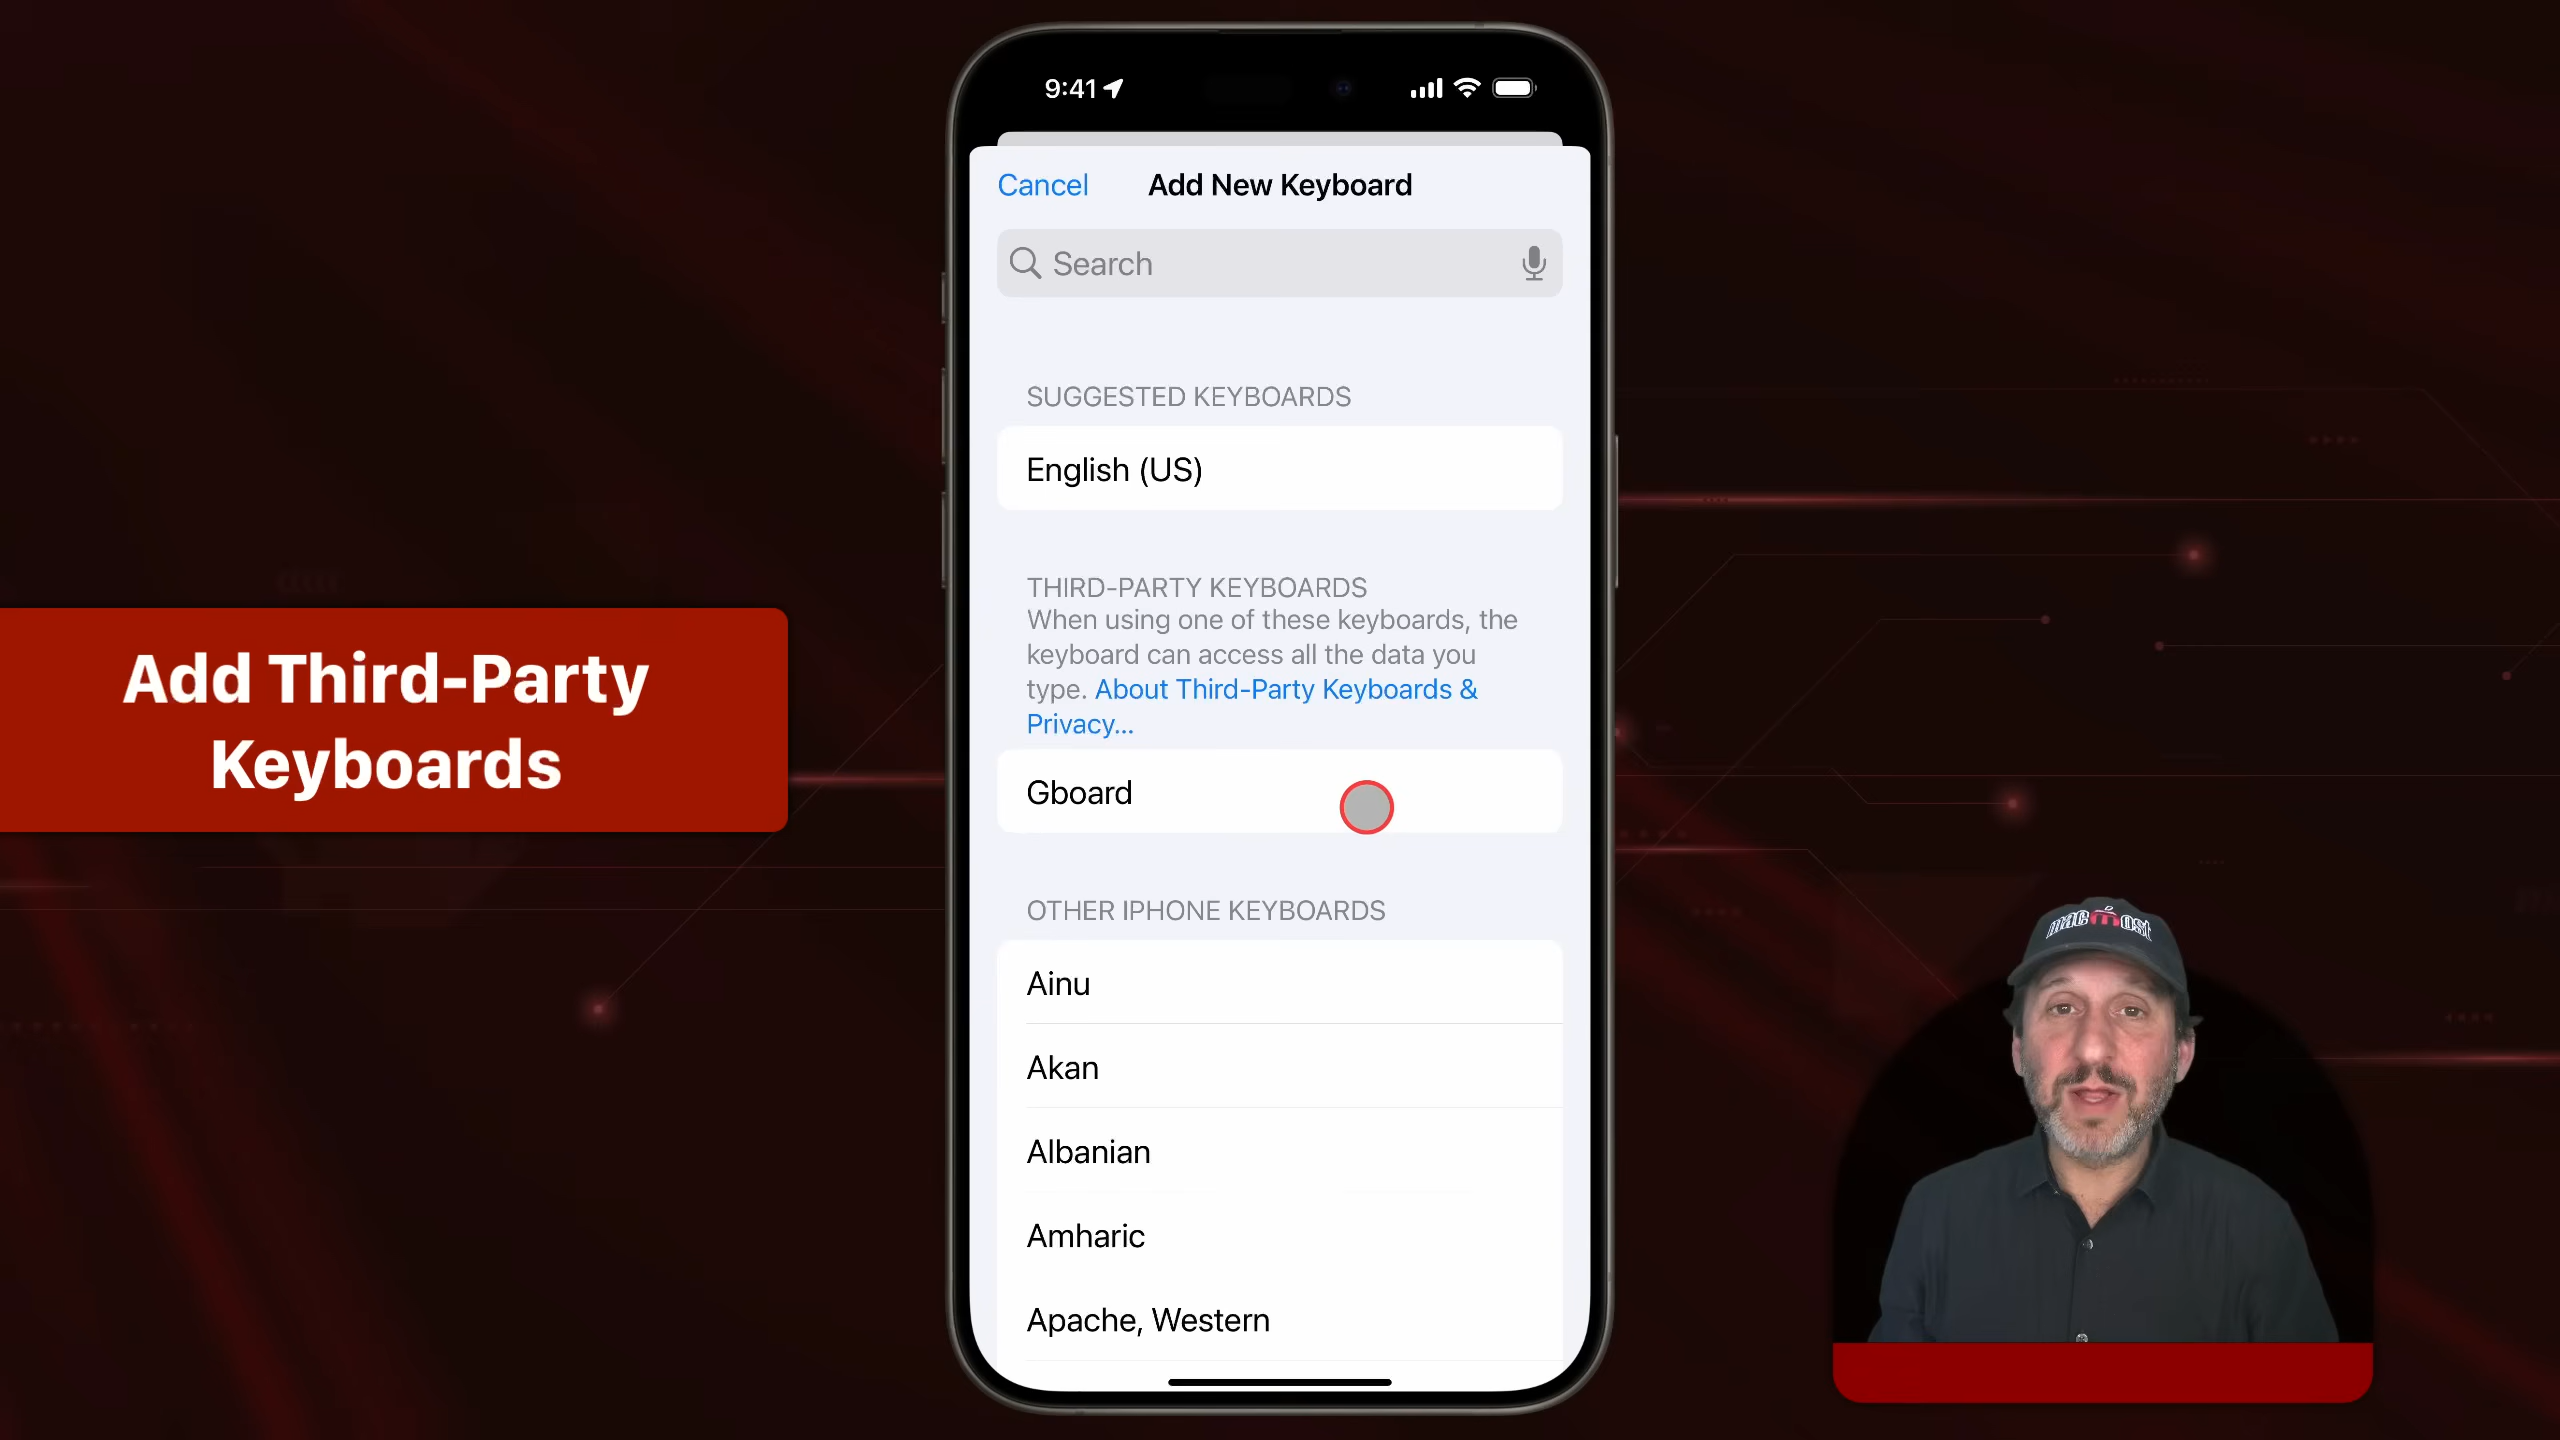 9:41
Cancel
Add New Keyboard
Search
SUGGESTED KEYBOARDS
English (US)
THIRD-PARTY KEYBOARDS
When using one of these keyboards, the
keyboard can access all the data you
type. About Third-Party Keyboards &
Privacy...
Gboard
OTHER IPHONE KEYBOARDS
Ainu
Akan
Albanian
Amharic
Apache, Western
Add Third-Party
Keyboards
macmost